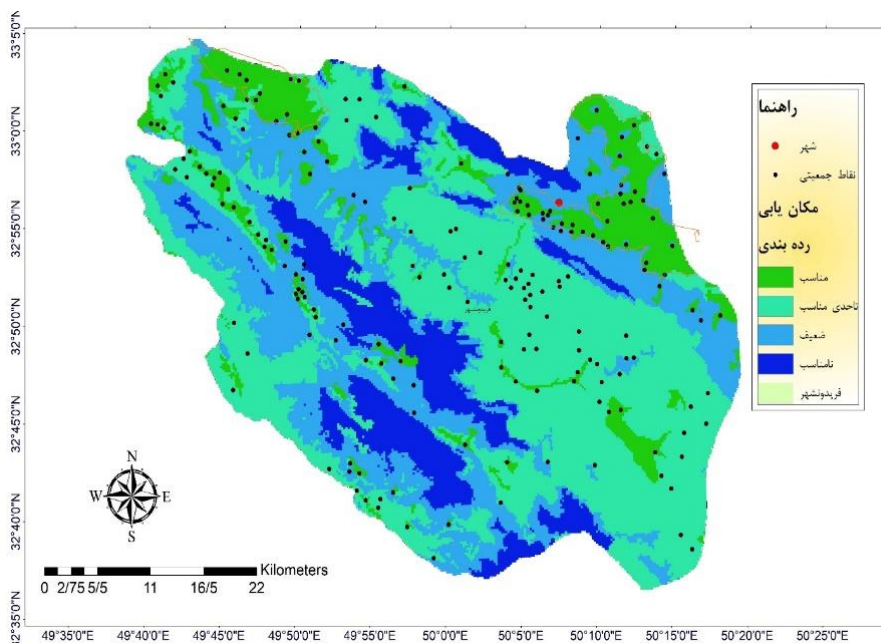 33°5'0"N
33°0'0"N
32°55'0"N
32°50'0"N
32°45'0"N
32°40'0"N
32°35'0"N
راهنما
شهر
نقاط جمعیتی
مکان یابی
رده بندی
مناسب
تاحدی مناسب
ضعیف
نامناسب
فریدونشهر
فریدونشهر
N
W E
S
Kilometers
0 2/75 5/5 11 16/5 22
49°35'0"E 49°40'0"E 49°45'0"E 49°50'0"E 49°55'0"E 50°0'0"E 50°5'0"E 50°10'0"E 50°15'0"E 50°20'0"E 50°25'0"E